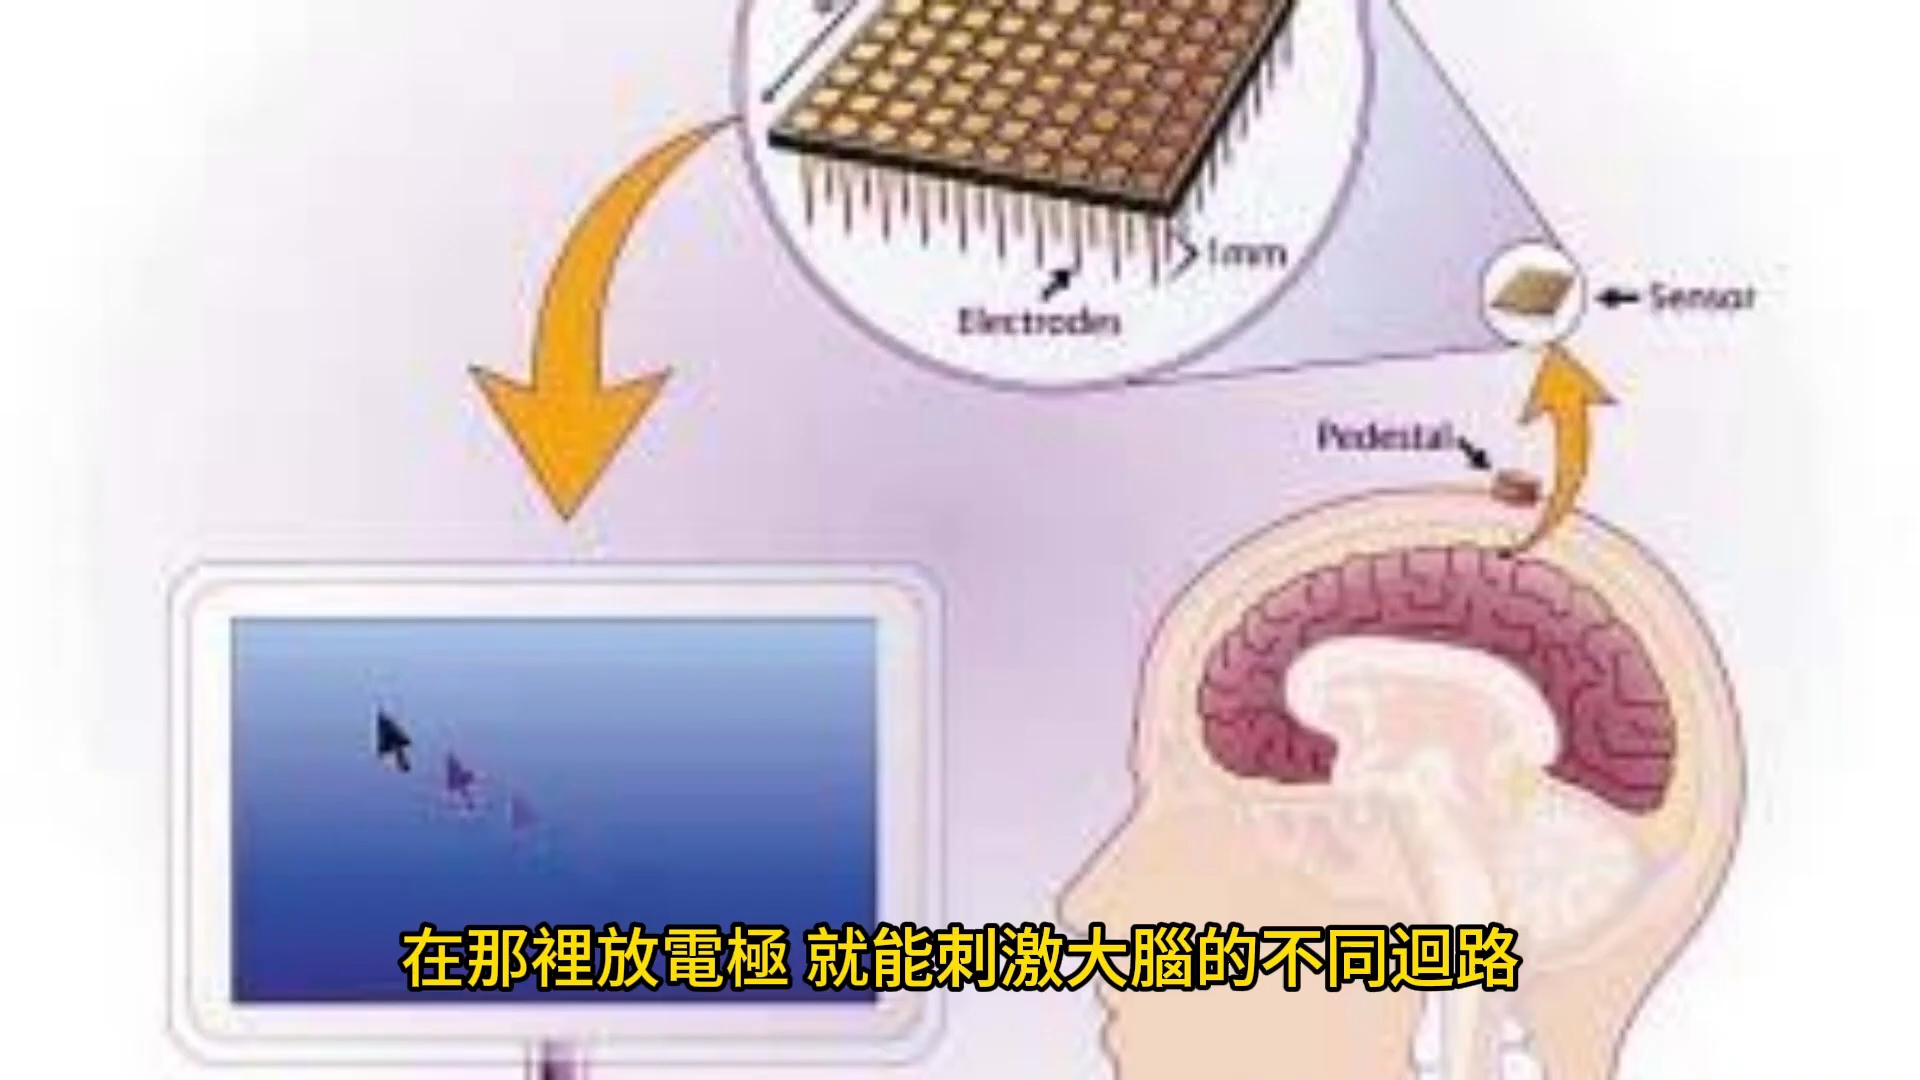 1mm
Electrodes
Sensor
Pedestal
在那裡放電極 就能刺激大腦的不同迴路